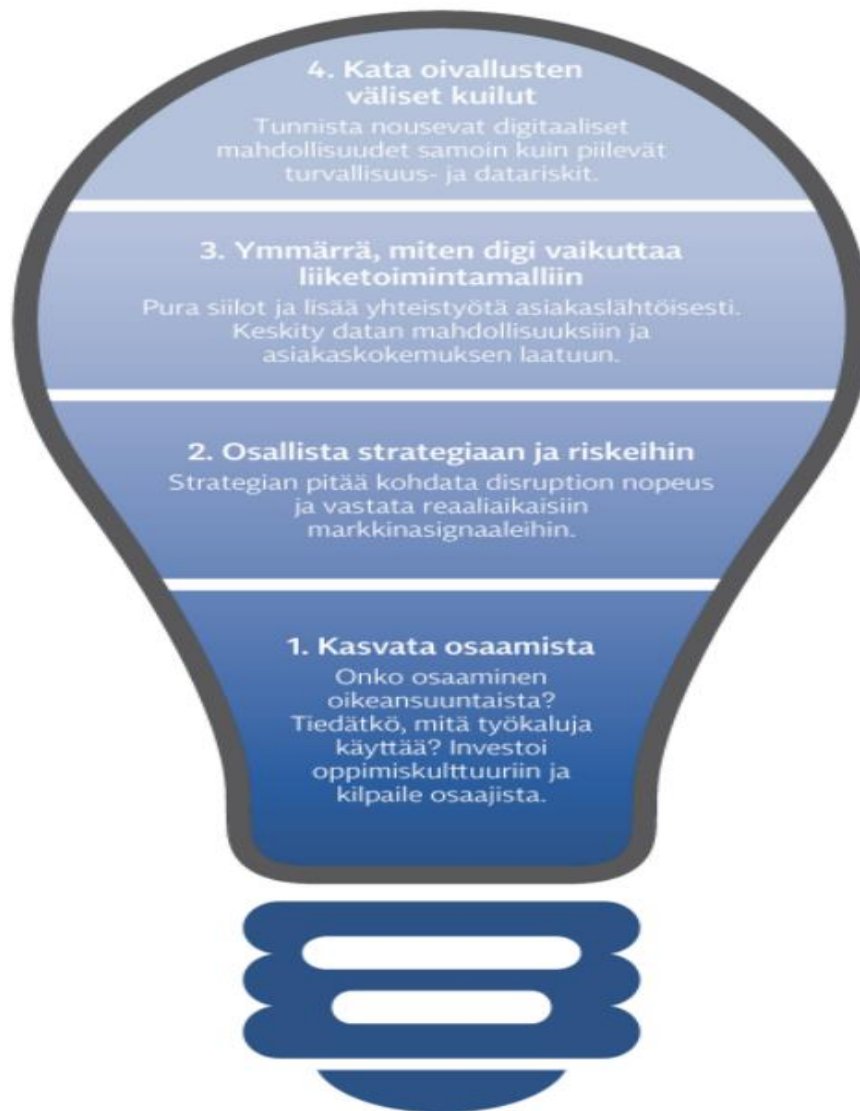 4. Kata oivallusten
väliset kuilut
Tunnista nousevat digitaaliset
mahdollisuudet samoin kuin piilevät
turvallisuus- ja datariskit.
3. Ymmärrä, miten digi vaikuttaa
liiketoimintamalliin
Pura siilot ja lisää yhteistyötä asiakaslähtöisesti.
Keskity datan mahdollisuuksiin ja
asiakaskokemuksen laatuun.
2. Osallista strategiaan ja riskeihin
Strategian pitää kohdata disruption nopeus
ja vastata reaaliaikaisiin
markkinasignaaleihin.
1. Kasvata osaamista
Onko osaaminen
oikeansuuntaista?
Tiedätkö, mitä työkaluja
käyttää? Investoi
oppimiskulttuuriin ja
kilpaile osaajista.